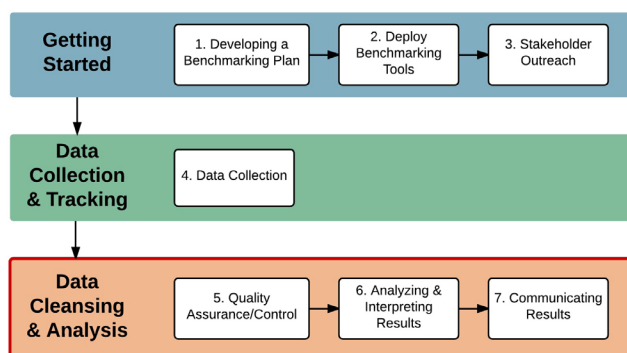 Getting
Started
1. Developing a
Benchmarking Plan
2. Deploy
Benchmarking
Tools
3. Stakeholder
Outreach
Data
Collection
& Tracking
4. Data Collection
Data
Cleansing
& Analysis
5. Quality
Assurance/Control
6. Analyzing &
Interpreting
Results
7. Communicating
Results